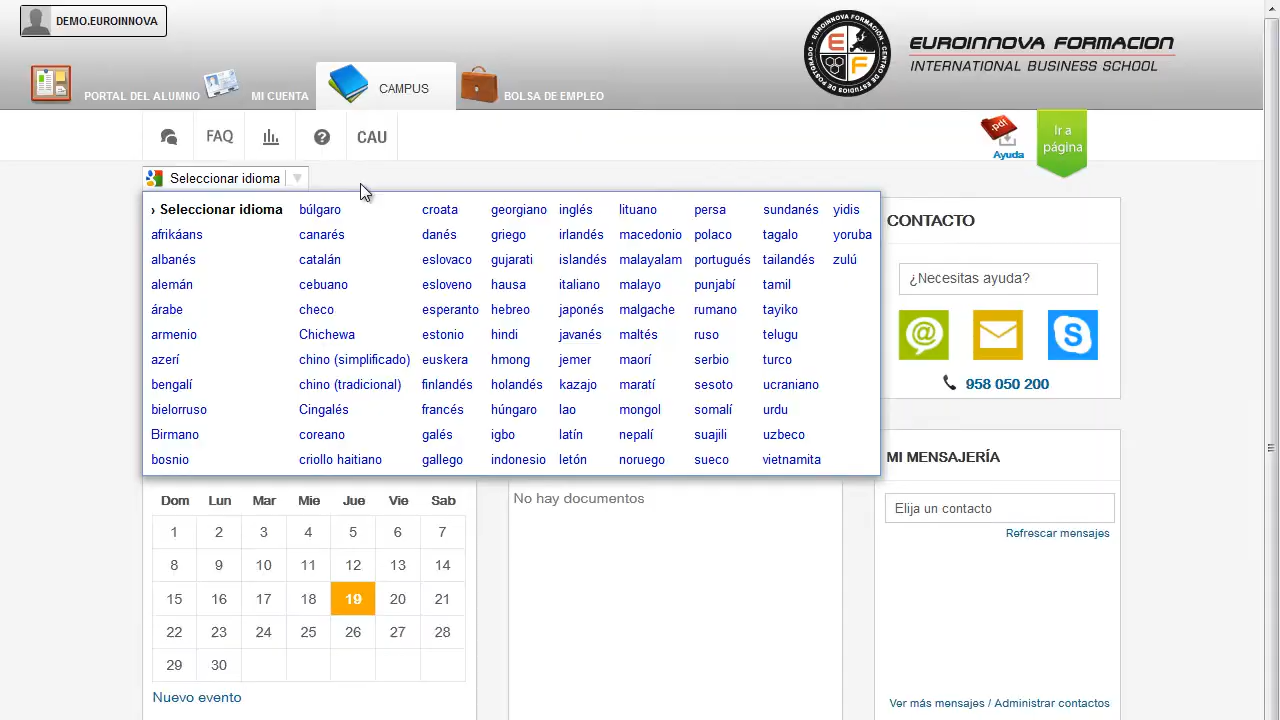 DEMO.EUROINNOVA
EUROINNOVA FORMACION
INTERNATIONAL BUSINESS SCHOOL
EUROINNOVA FORMACIÓN
CENTRO DE ESTUDIOS DE POSTGRADO
E
F
PORTAL DEL ALUMNO
MI CUENTA
CAMPUS
BOLSA DE EMPLEO
FAQ
?
CAU
.pdf
Ayuda
Ir a
página
Seleccionar idioma
› Seleccionar idioma búlgaro croata georgiano inglés lituano persa sundanés yidis
afrikáans canarés danés griego irlandés macedonio polaco tagalo yoruba
albanés catalán eslovaco gujarati islandés malayalam portugués tailandés zulú
alemán cebuano esloveno hausa italiano malayo punjabí tamil
árabe checo esperanto hebreo japonés malgache rumano tayiko
armenio Chichewa estonio hindi javanés maltés ruso telugu
azerí chino (simplificado) euskera hmong jemer maorí serbio turco
bengalí chino (tradicional) finlandés holandés kazajo maratí sesoto ucraniano
bielorruso Cingalés francés húngaro lao mongol somalí urdu
Birmano coreano galés igbo latín nepalí suajili uzbeco
bosnio criollo haitiano gallego indonesio letón noruego sueco vietnamita
CONTACTO
¿Necesitas ayuda?
@
S
958 050 200
Dom Lun Mar Mie Jue Vie Sab
1 2 3 4 5 6 7
8 9 10 11 12 13 14
15 16 17 18 19 20 21
22 23 24 25 26 27 28
29 30
Nuevo evento
No hay documentos
MI MENSAJERÍA
Elija un contacto
Refrescar mensajes
Ver más mensajes / Administrar contactos